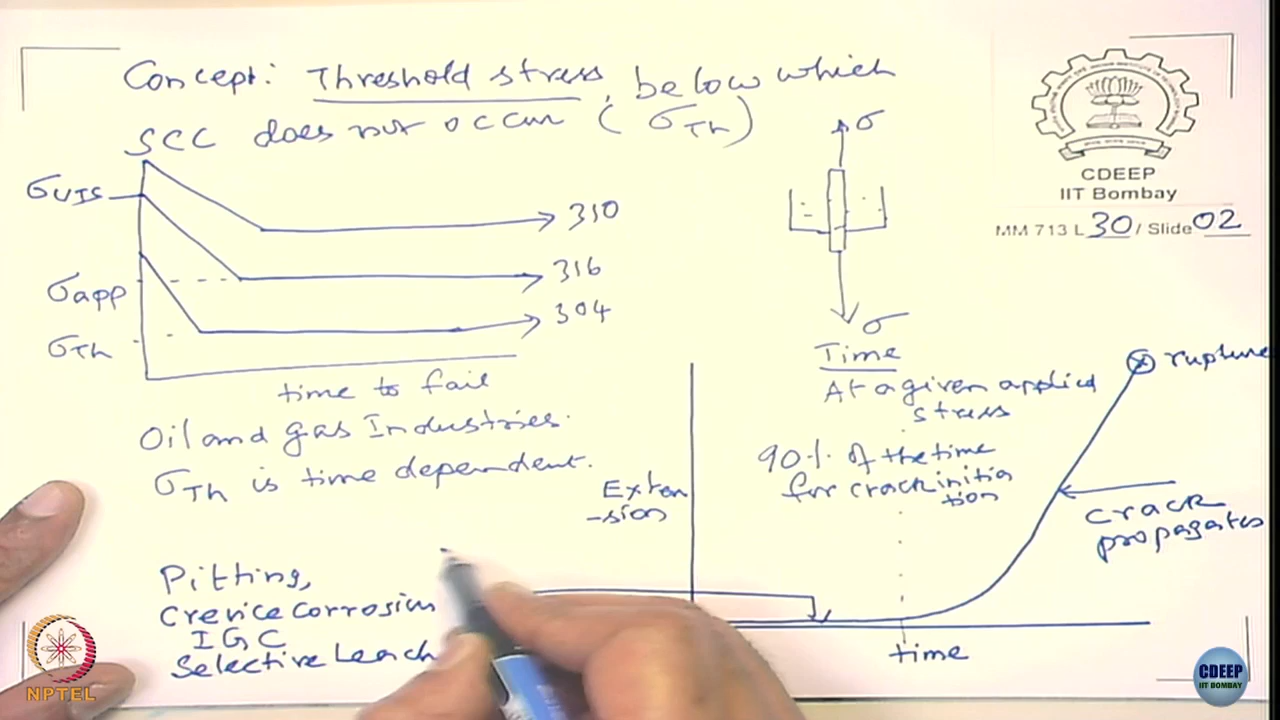 Concept: Threshold stress, below which
SCC does not occur (σTh)
σUTS
σapp
σTh
310
316
304
time to fail
Oil and gas Industries.
σTh is time dependent.
Pitting,
Crevice corrosion
IGC
Selective Leach
σ
σ
Time
At a given applied
stress
90% of the time
for crack initia
tion
Exten
-sion
rupture
Crack
propagates
time
CDEEP
IIT Bombay
MM 713 L 30 / Slide 02
NPTEL
CDEEP
IIT BOMBAY